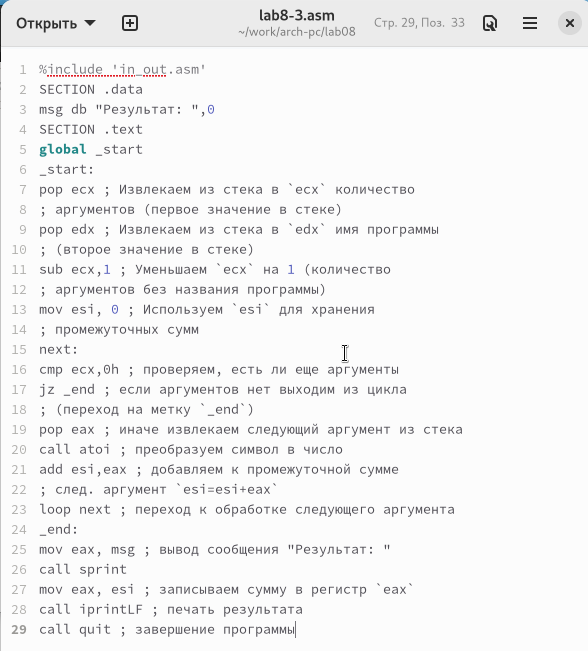 Открыть
lab8-3.asm
~/work/arch-pc/lab08
Стр. 29, Поз. 33
1 %include 'in_out.asm'
2 SECTION .data
3 msg db "Результат: ",0
4 SECTION .text
5 global _start
6 _start:
7 pop ecx ; Извлекаем из стека в `ecx` количество
8 ; аргументов (первое значение в стеке)
9 pop edx ; Извлекаем из стека в `edx` имя программы
10 ; (второе значение в стеке)
11 sub ecx,1 ; Уменьшаем `ecx` на 1 (количество
12 ; аргументов без названия программы)
13 mov esi, 0 ; Используем `esi` для хранения
14 ; промежуточных сумм
15 next:
16 cmp ecx,0h ; проверяем, есть ли еще аргументы
17 jz _end ; если аргументов нет выходим из цикла
18 ; (переход на метку `_end`)
19 pop eax ; иначе извлекаем следующий аргумент из стека
20 call atoi ; преобразуем символ в число
21 add esi,eax ; добавляем к промежуточной сумме
22 ; след. аргумент `esi=esi+eax`
23 loop next ; переход к обработке следующего аргумента
24 _end:
25 mov eax, msg ; вывод сообщения "Результат: "
26 call sprint
27 mov eax, esi ; записываем сумму в регистр `eax`
28 call iprintLF ; печать результата
29 call quit ; завершение программы